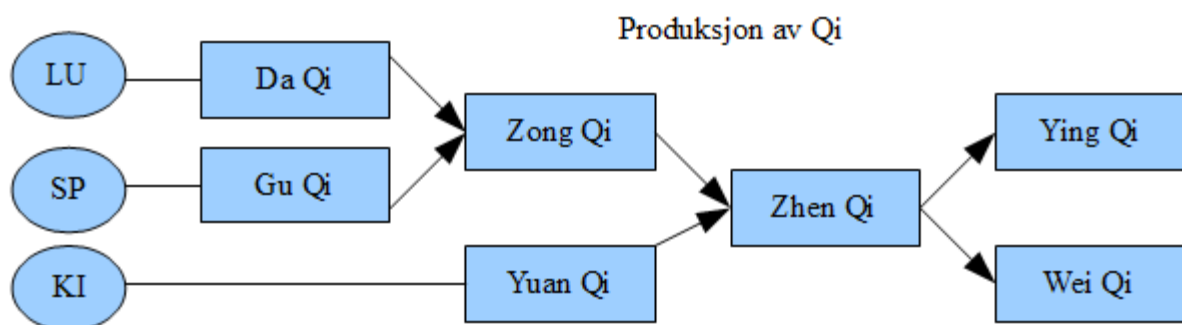 Produksjon av Qi
LU
Da Qi
Zong Qi
Ying Qi
SP
Gu Qi
Zhen Qi
KI
Yuan Qi
Wei Qi